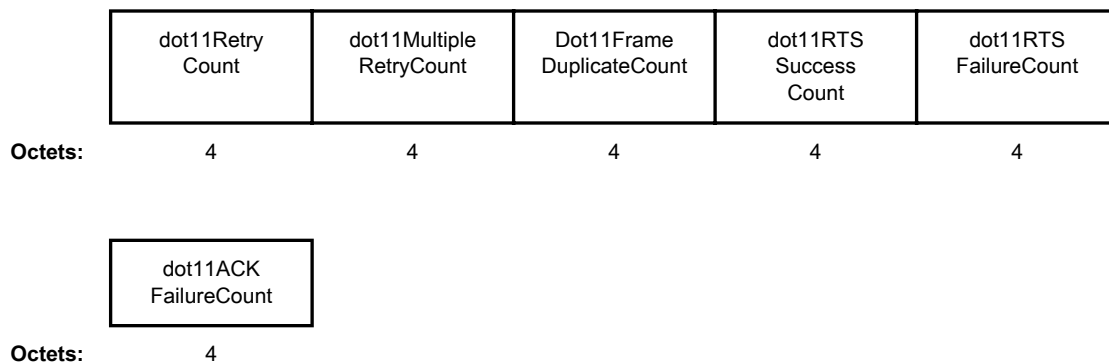 dot11Retry
Count
dot11Multiple
RetryCount
Dot11Frame
DuplicateCount
dot11RTS
Success
Count
dot11RTS
FailureCount
Octets: 4 4 4 4 4
dot11ACK
FailureCount
Octets: 4